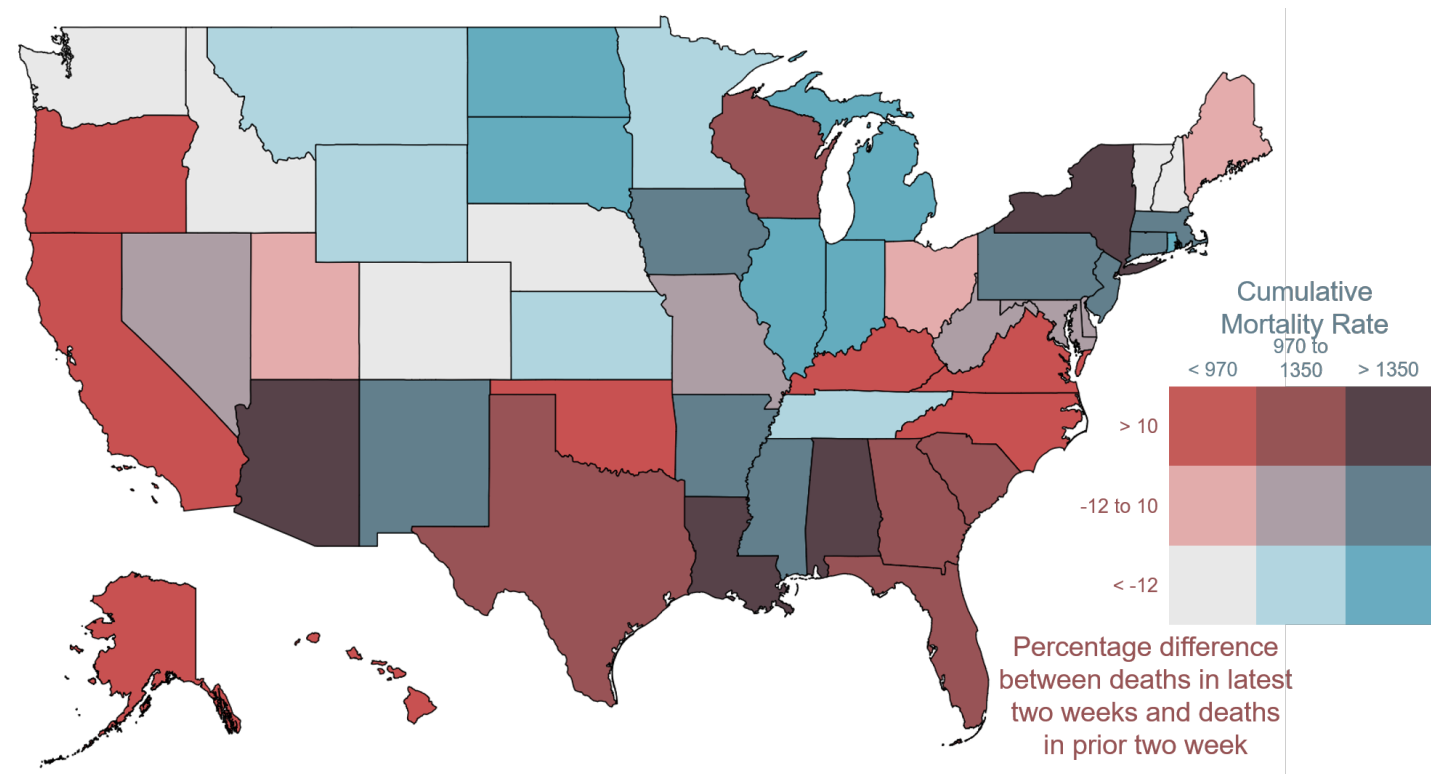 Cumulative
Mortality Rate
970 to
< 970 1350 > 1350
> 10
-12 to 10
< -12
Percentage difference
between deaths in latest
two weeks and deaths
in prior two week